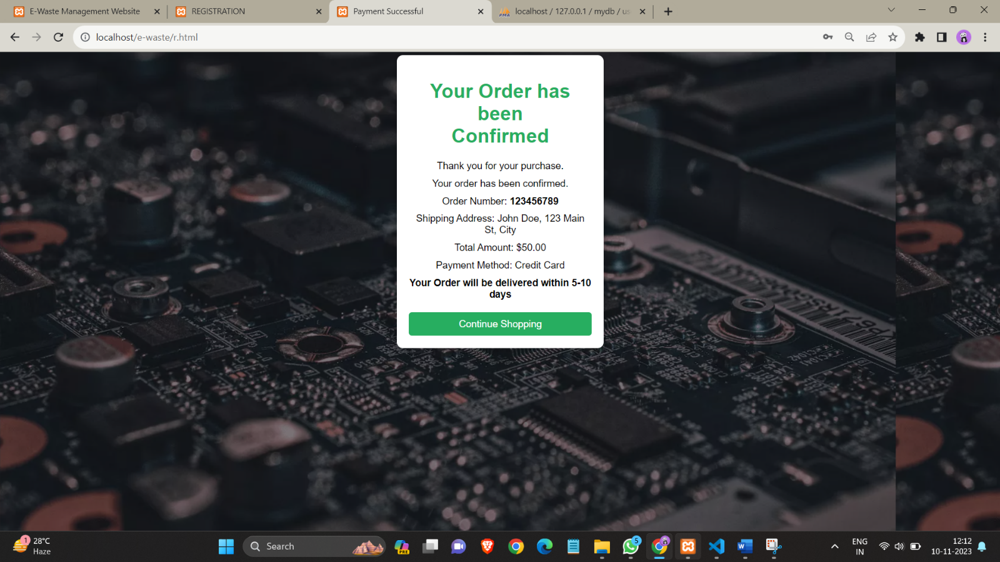 E-Waste Management Website
REGISTRATION
Payment Successful
localhost / 127.0.0.1 / mydb / us
localhost/e-waste/r.html
Your Order has
been
Confirmed
Thank you for your purchase.
Your order has been confirmed.
Order Number: 123456789
Shipping Address: John Doe, 123 Main
St, City
Total Amount: $50.00
Payment Method: Credit Card
Your Order will be delivered within 5-10
days
Continue Shopping
1
28°C
Haze
Search
PRE
5
ENG
IN
12:12
10-11-2023